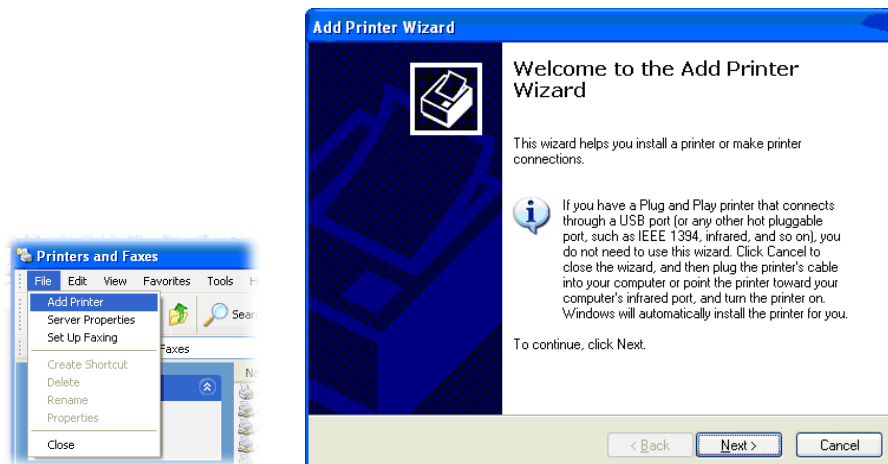 Printers and Faxes
File Edit View Favorites Tools
Add Printer
Server Properties
Set Up Faxing
Create Shortcut
Delete
Rename
Properties
Close
Faxes
Add Printer Wizard
Welcome to the Add Printer
Wizard
This wizard helps you install a printer or make printer
connections.
If you have a Plug and Play printer that connects
through a USB port (or any other hot pluggable
port, such as IEEE 1394, infrared, and so on), you
do not need to use this wizard. Click Cancel to
close the wizard, and then plug the printer's cable
into your computer or point the printer toward your
computer's infrared port, and turn the printer on.
Windows will automatically install the printer for you.
To continue, click Next.
< Back Next > Cancel